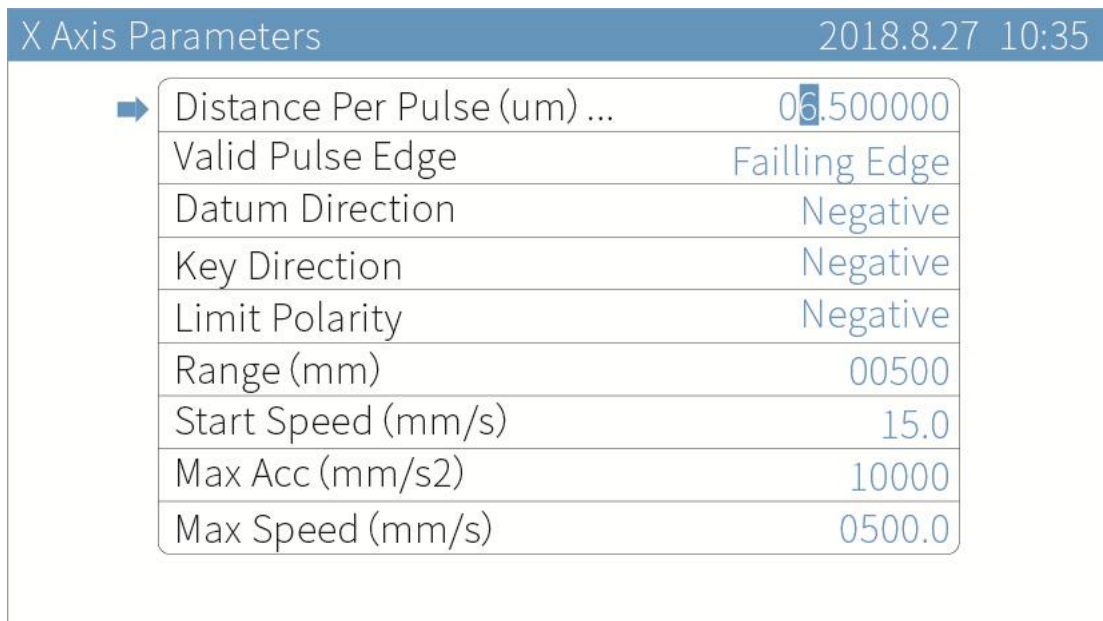 X Axis Parameters 2018.8.27 10:35
Distance Per Pulse (um) ... 06.500000
Valid Pulse Edge Failling Edge
Datum Direction Negative
Key Direction Negative
Limit Polarity Negative
Range (mm) 00500
Start Speed (mm/s) 15.0
Max Acc (mm/s2) 10000
Max Speed (mm/s) 0500.0